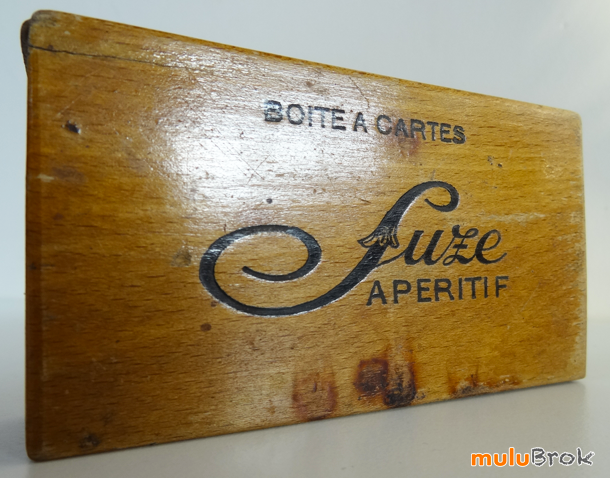 BOITE A CARTES
Suze
APERITIF
muluBrok